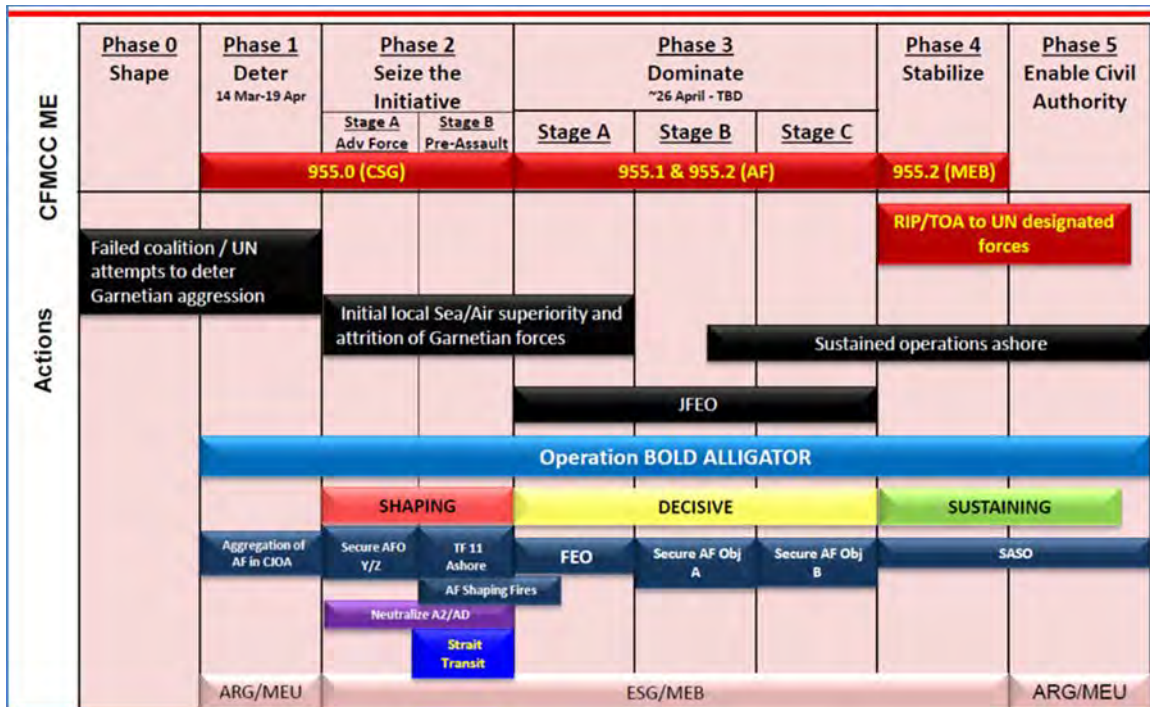 Phase 0
Shape
Phase 1
Deter
14 Mar-19 Apr
Phase 2
Seize the
Initiative
Stage A
Adv Force
Stage B
Pre-Assault
Phase 3
Dominate
~26 April - TBD
Stage A
Stage B
Stage C
Phase 4
Stabilize
Phase 5
Enable Civil
Authority
CFMCC ME
955.0 (CSG)
955.1 & 955.2 (AF)
955.2 (MEB)
RIP/TOA to UN designated
forces
Actions
Failed coalition / UN
attempts to deter
Garnetian aggression
Initial local Sea/Air superiority and
attrition of Garnetian forces
Sustained operations ashore
JFEO
Operation BOLD ALLIGATOR
SHAPING
DECISIVE
SUSTAINING
Aggregation of
AF in CJOA
Secure AFO
Y/Z
TF 11
Ashore
FEO
Secure AF Obj
A
Secure AF Obj
B
SASO
AF Shaping Fires
Neutralize A2/AD
Strait
Transit
ARG/MEU
ESG/MEB
ARG/MEU